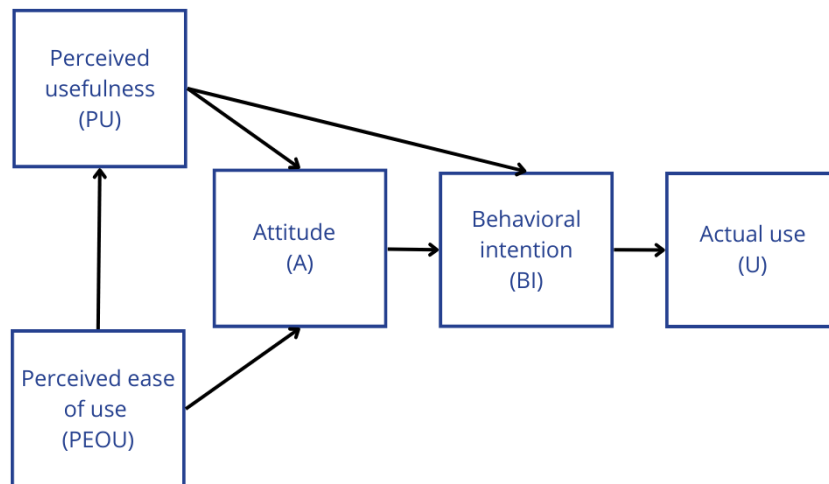 Perceived
usefulness
(PU)
Attitude
(A)
Behavioral
intention
(BI)
Actual use
(U)
Perceived ease
of use
(PEOU)